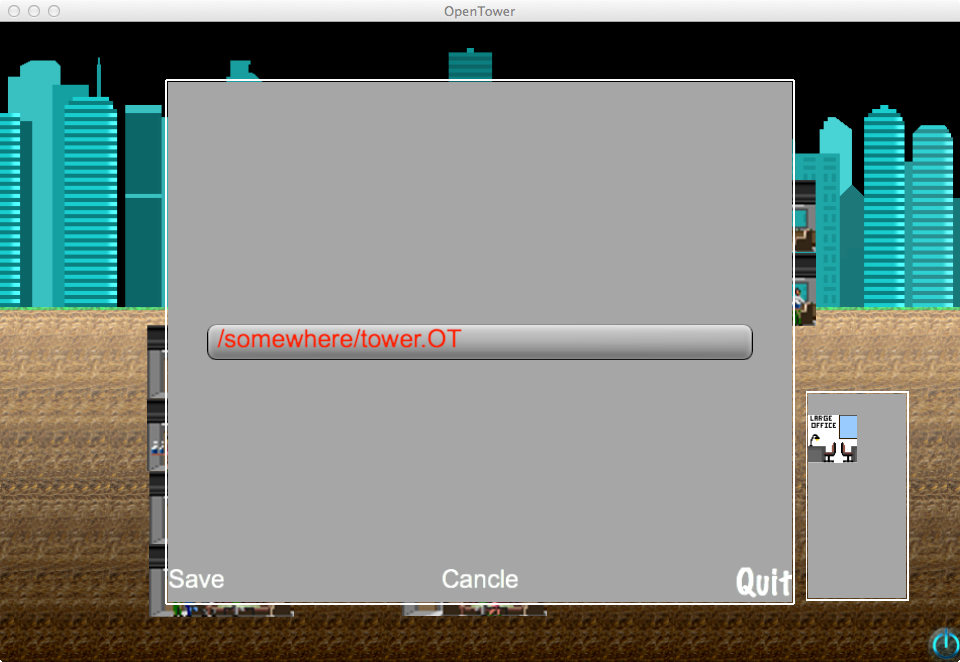 OpenTower
/somewhere/tower.OT
LARGE
OFFICE
Save Cancle Quit